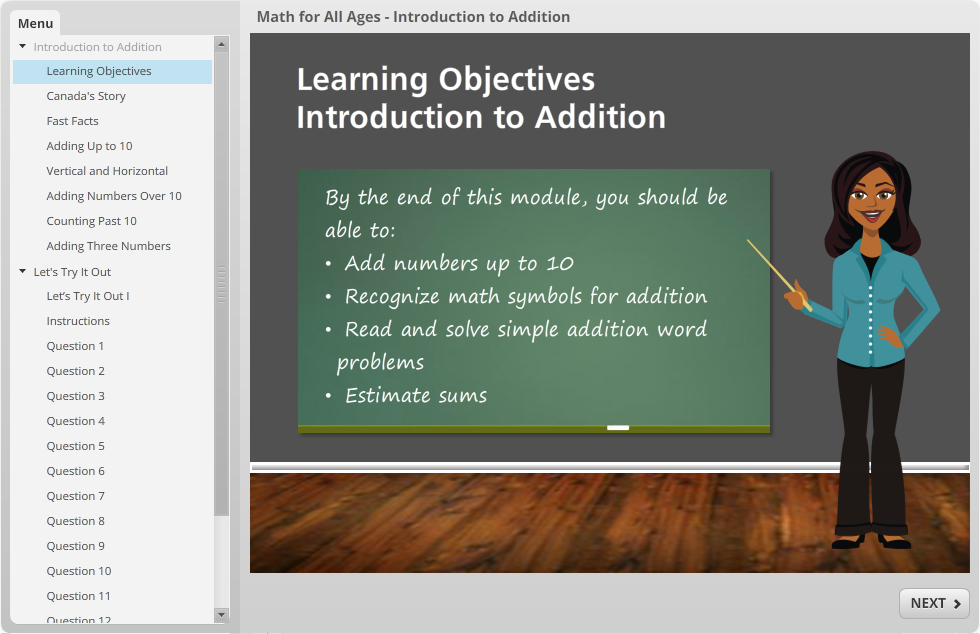 Math for All Ages - Introduction to Addition
Menu
Introduction to Addition
Learning Objectives
Canada's Story
Fast Facts
Adding Up to 10
Vertical and Horizontal
Adding Numbers Over 10
Counting Past 10
Adding Three Numbers
Let's Try It Out
Let's Try It Out I
Instructions
Question 1
Question 2
Question 3
Question 4
Question 5
Question 6
Question 7
Question 8
Question 9
Question 10
Question 11
Question 12
Learning Objectives
Introduction to Addition
By the end of this module, you should be
able to:
• Add numbers up to 10
• Recognize math symbols for addition
• Read and solve simple addition word
problems
• Estimate sums
NEXT